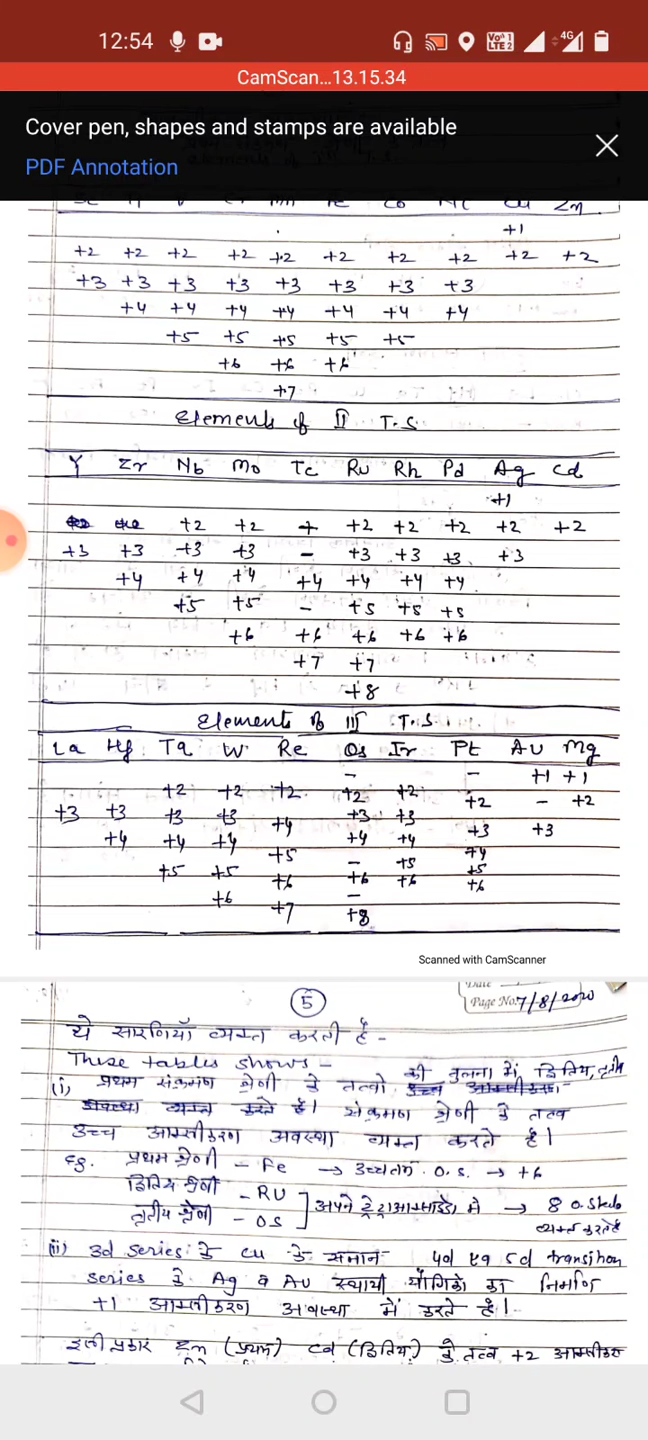 12:54
4G
CamScan...13.15.34
Cover pen, shapes and stamps are available
PDF Annotation
Co Cu Zn
+1
+2 +2 +2 +2 +2 +2 +2 +2 +2 +2
+3 +3 +3 +3 +3 +3 +3 +3
+4 +4 +4 +4 +4 +4 +4
+5 +5 +5 +5 +5
+6 +6 +6
+7
Elements of II T.S.
Y Zr Nb Mo Tc Ru Rh Pd Ag Cd
+1
+2 +2 + +2 +2 +2 +2 +2
+3 +3 +3 +3 - +3 +3 +3 +3
+4 +4 +4 +4 +4 +4 +4
+5 +5 - +5 +5 +5
+6 +6 +6 +6 +6
+7 +7
+8
Elements of III T.S.
La Hf Ta W Re Os Ir Pt Au Mg
- - +1 +1
+2 +2 +2 +2 +2 +2 - +2
+3 +3 +3 +3 +4 +3 +3 +3 +3
+4 +4 +4 +5 +4 +4 +4
+5 +5 +6 - +5 +5
+6 +7 +6 +6 +6
-
+8
Scanned with CamScanner
5
Page No. 7/8/2020
ये सारणियाँ व्यक्त करती हैं -
These tables shows -
(i) प्रथम संक्रमण श्रेणी के तत्वो की तुलना में द्वितिय,
संक्रमण श्रेणी के तत्व
उच्च आक्सीकरण अवस्था व्यक्त करते है।
eg. प्रथम श्रेणी - Fe → उच्चतम O.S. → +6
द्वितिय श्रेणी - RU
तृतीय श्रेणी - OS ] अपने टेट्राआक्साइडो में → 8 O.State
व्यक्त करते है
(ii) 3d series के Cu के समान 4d एव 5d transition
series के Ag व AU स्थायी यौगिको का निर्माण
+1 आक्सीकरण अवस्था में करते है।
इसी प्रकार Zn (प्रथम) Cd (द्वितिय) के तत्व +2